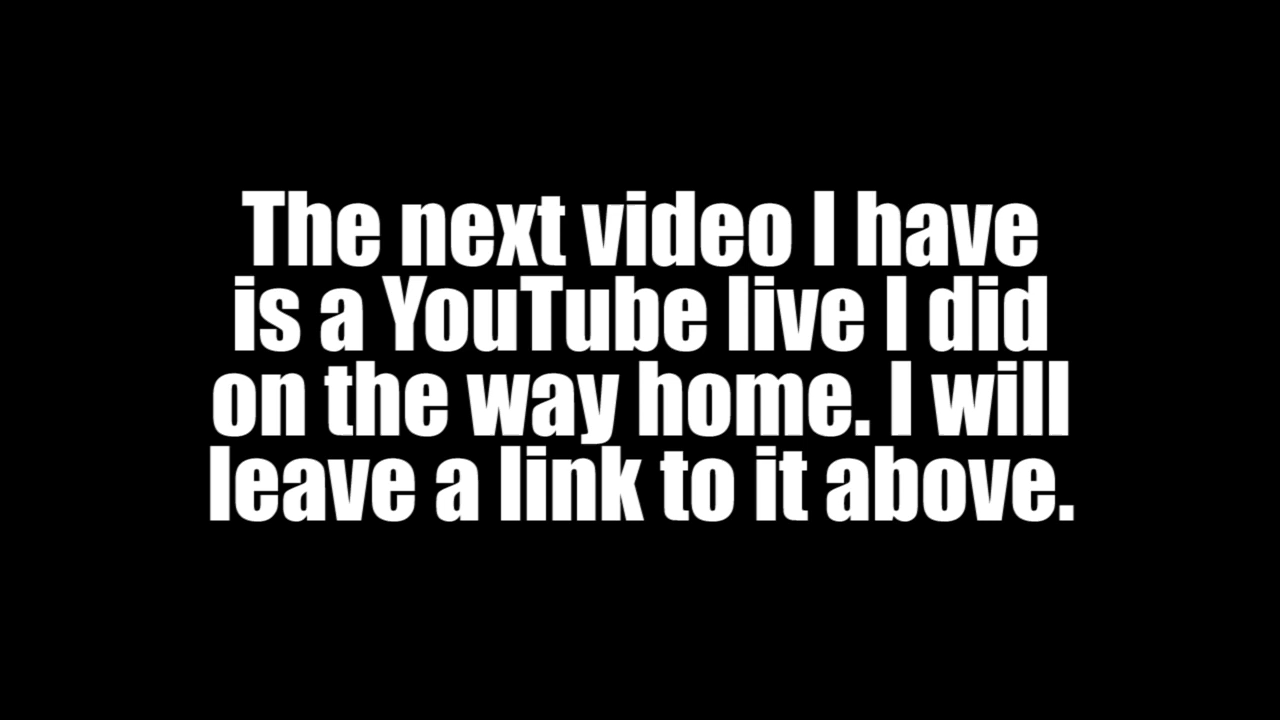 The next video I have
is a YouTube live I did
on the way home. I will
leave a link to it above.